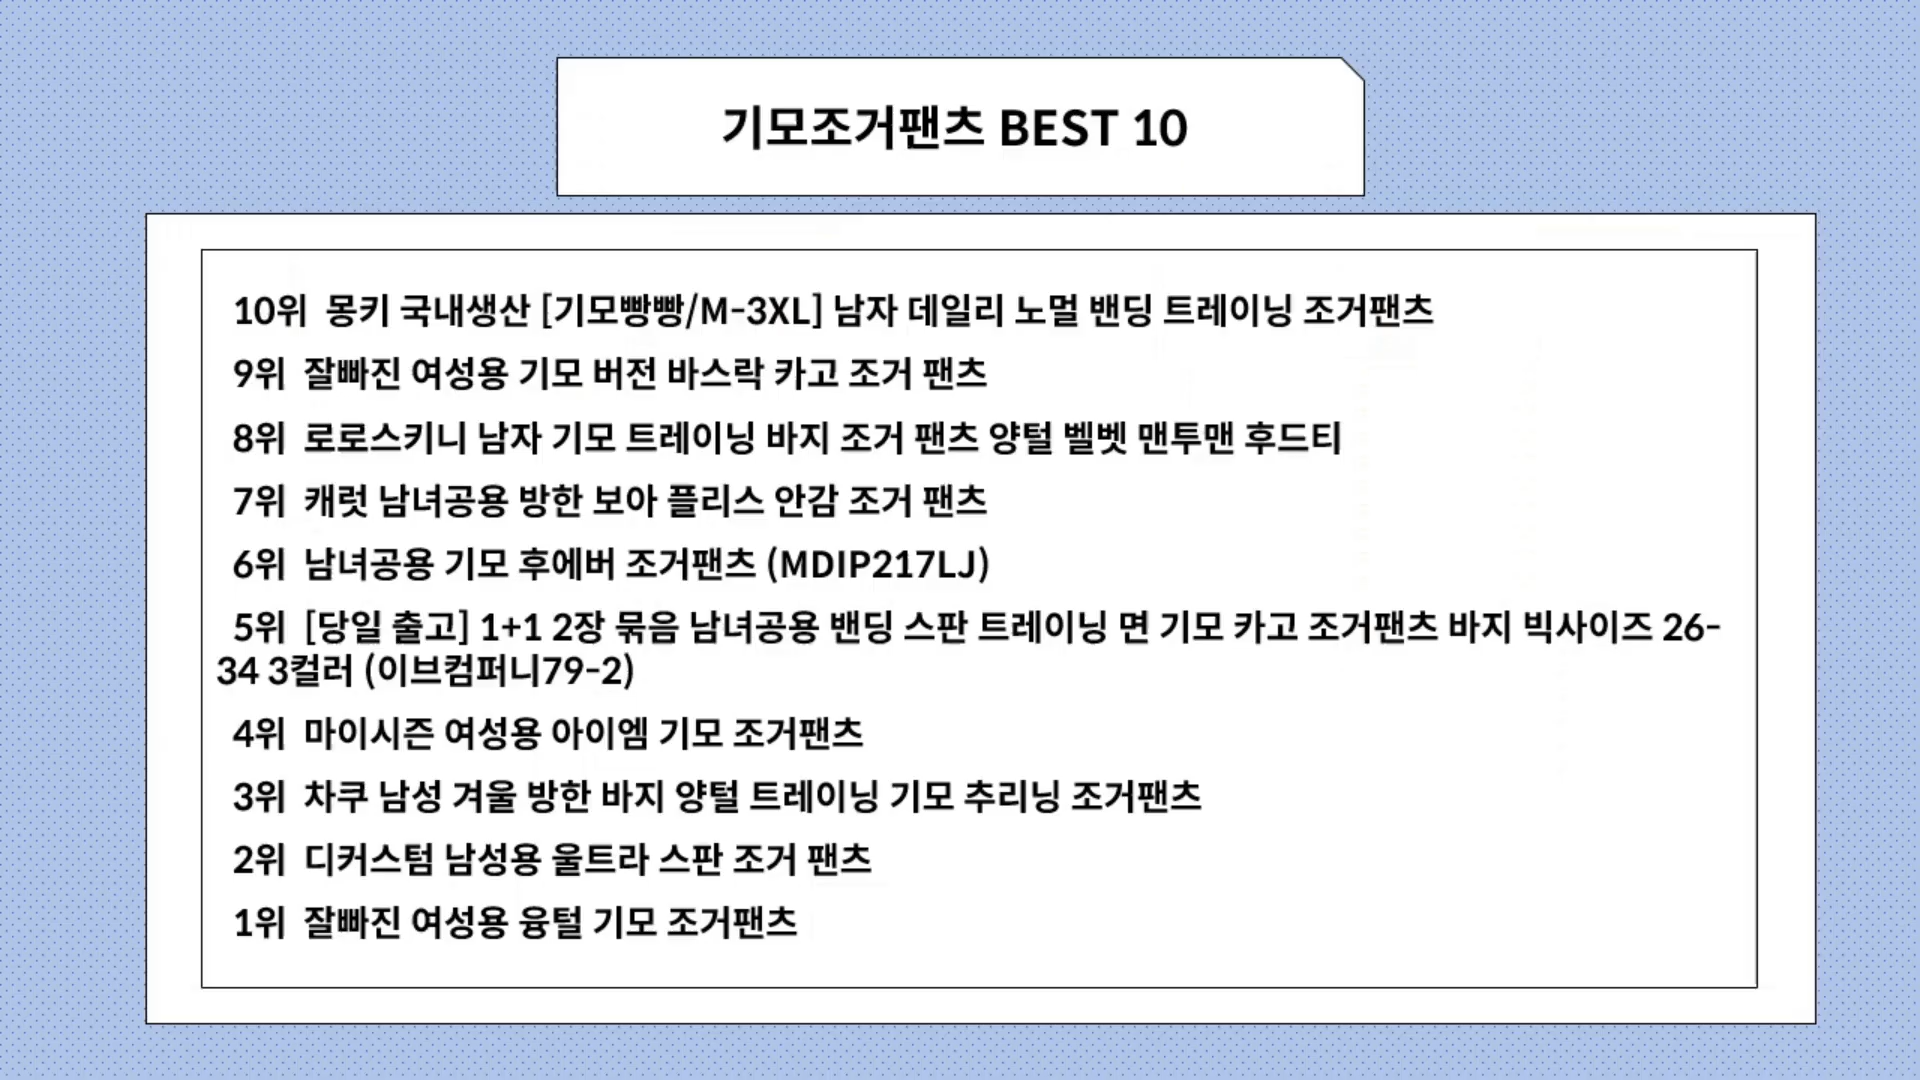 기모조거팬츠 BEST 10
10위 몽키 국내생산 [기모빵빵/M-3XL] 남자 데일리 노멀 밴딩 트레이닝 조거팬츠
9위 잘빠진 여성용 기모 버전 바스락 카고 조거 팬츠
8위 로로스키니 남자 기모 트레이닝 바지 조거 팬츠 양털 벨벳 맨투맨 후드티
7위 캐럿 남녀공용 방한 보아 플리스 안감 조거 팬츠
6위 남녀공용 기모 후에버 조거팬츠 (MDIP217LJ)
5위 [당일 출고] 1+1 2장 묶음 남녀공용 밴딩 스판 트레이닝 면 기모 카고 조거팬츠 바지 빅사이즈 26-
34 3컬러 (이브컴퍼니79-2)
4위 마이시즌 여성용 아이엠 기모 조거팬츠
3위 차쿠 남성 겨울 방한 바지 양털 트레이닝 기모 추리닝 조거팬츠
2위 디커스텀 남성용 울트라 스판 조거 팬츠
1위 잘빠진 여성용 융털 기모 조거팬츠